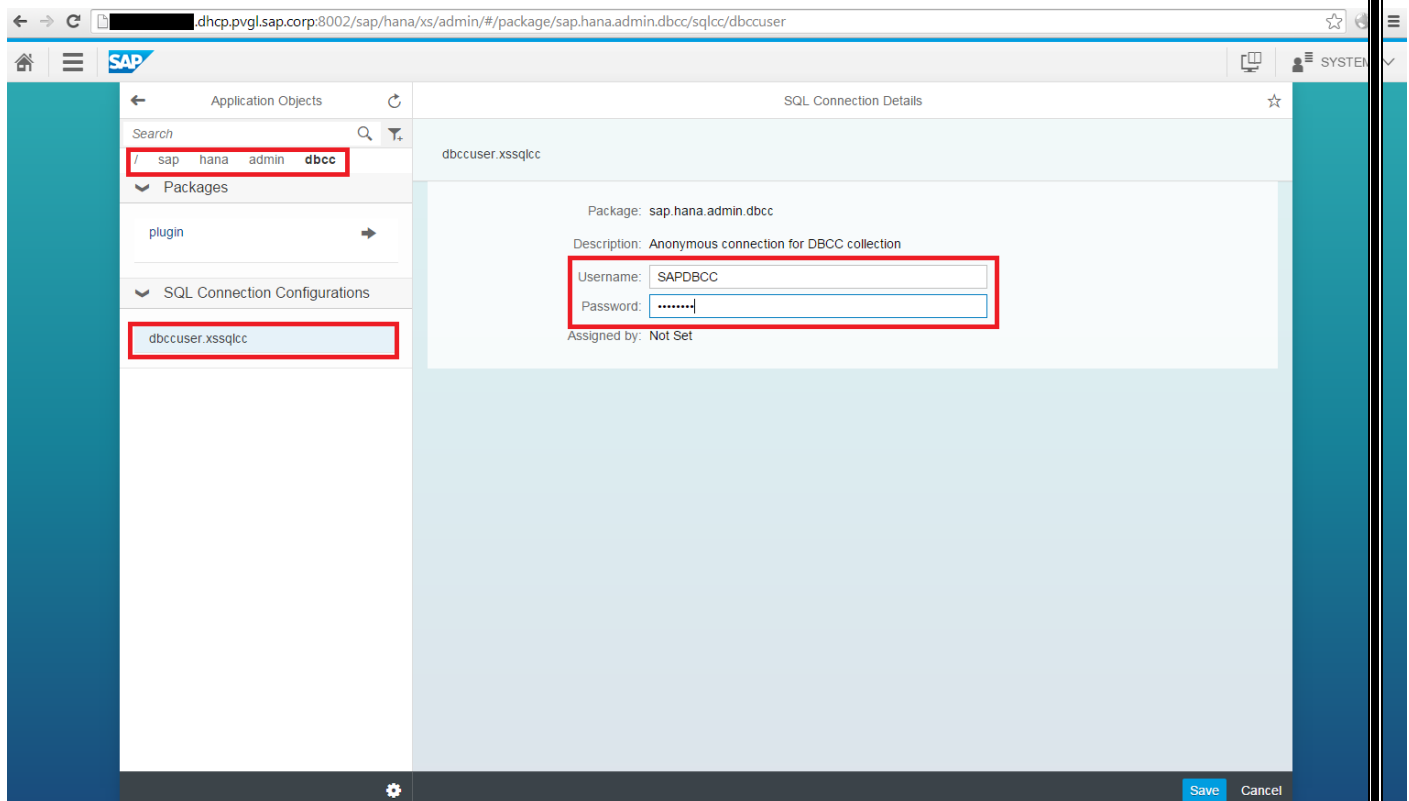 .dhcp.pvgl.sap.corp:8002/sap/hana/xs/admin/#/package/sap.hana.admin.dbcc/sqlcc/dbccuser
SAP
SYSTEM
Application Objects
SQL Connection Details
Search
/ sap hana admin dbcc
Packages
plugin
SQL Connection Configurations
dbccuser.xssqlcc
dbccuser.xssqlcc
Package: sap.hana.admin.dbcc
Description: Anonymous connection for DBCC collection
Username: SAPDBCC
Password: ••••••••
Assigned by: Not Set
Save Cancel